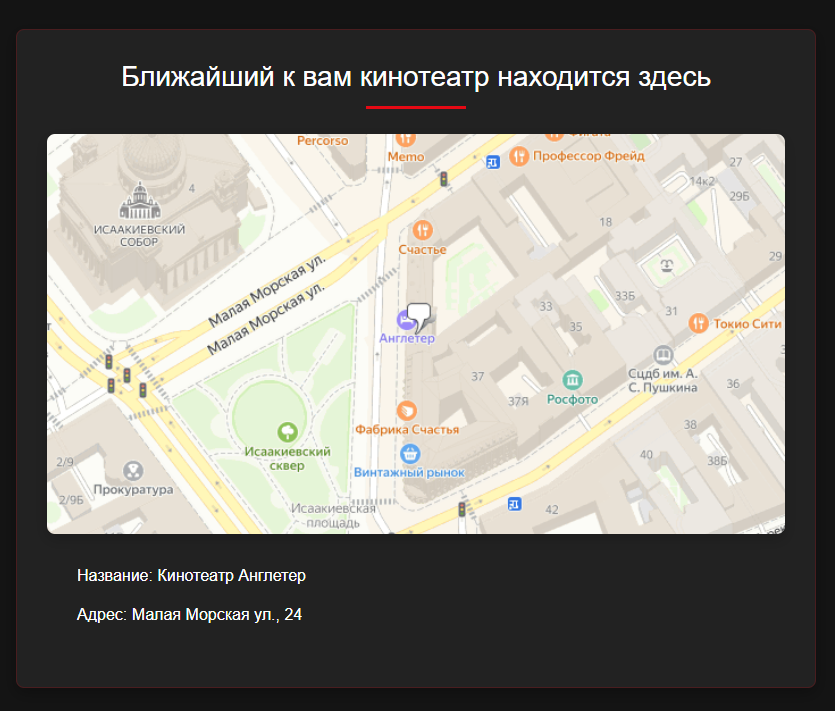 Ближайший к вам кинотеатр находится здесь
Percorso
Memo
Профессор Фрейд
27
14к2
29Б
4
ИСААКИЕВСКИЙ
СОБОР
18
Счастье
29
Малая Морская ул.
Малая Морская ул.
33Б
33
31
35
Англетер
Токио Сити
37
37Я
Росфото
Сцдб им. А.
С. Пушкина
36
Фабрика Счастья
38
Исаакиевский
сквер
Винтажный рынок
40
38Б
2/9
Прокуратура
2/9Б
Исаакиевская
площадь
42
Название: Кинотеатр Англетер
Адрес: Малая Морская ул., 24